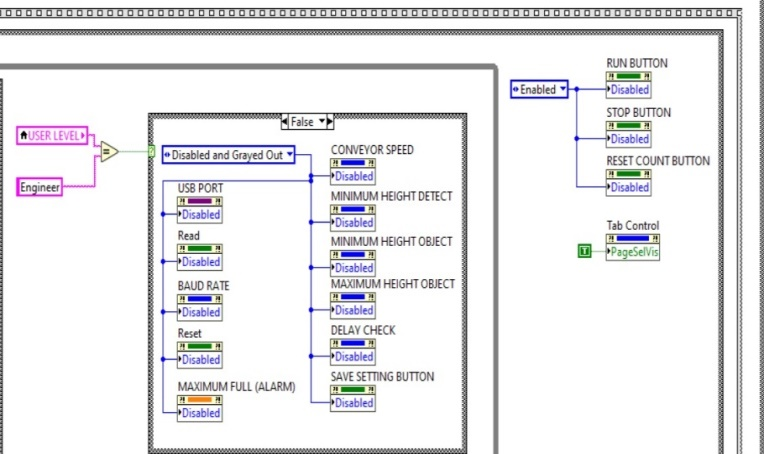 USER LEVEL
Engineer
=
?
False
Disabled and Grayed Out
USB PORT
Disabled
Read
Disabled
BAUD RATE
Disabled
Reset
Disabled
MAXIMUM FULL (ALARM)
Disabled
CONVEYOR SPEED
Disabled
MINIMUM HEIGHT DETECT
Disabled
MINIMUM HEIGHT OBJECT
Disabled
MAXIMUM HEIGHT OBJECT
Disabled
DELAY CHECK
Disabled
SAVE SETTING BUTTON
Disabled
Enabled
RUN BUTTON
Disabled
STOP BUTTON
Disabled
RESET COUNT BUTTON
Disabled
Tab Control
T
PageSelVis